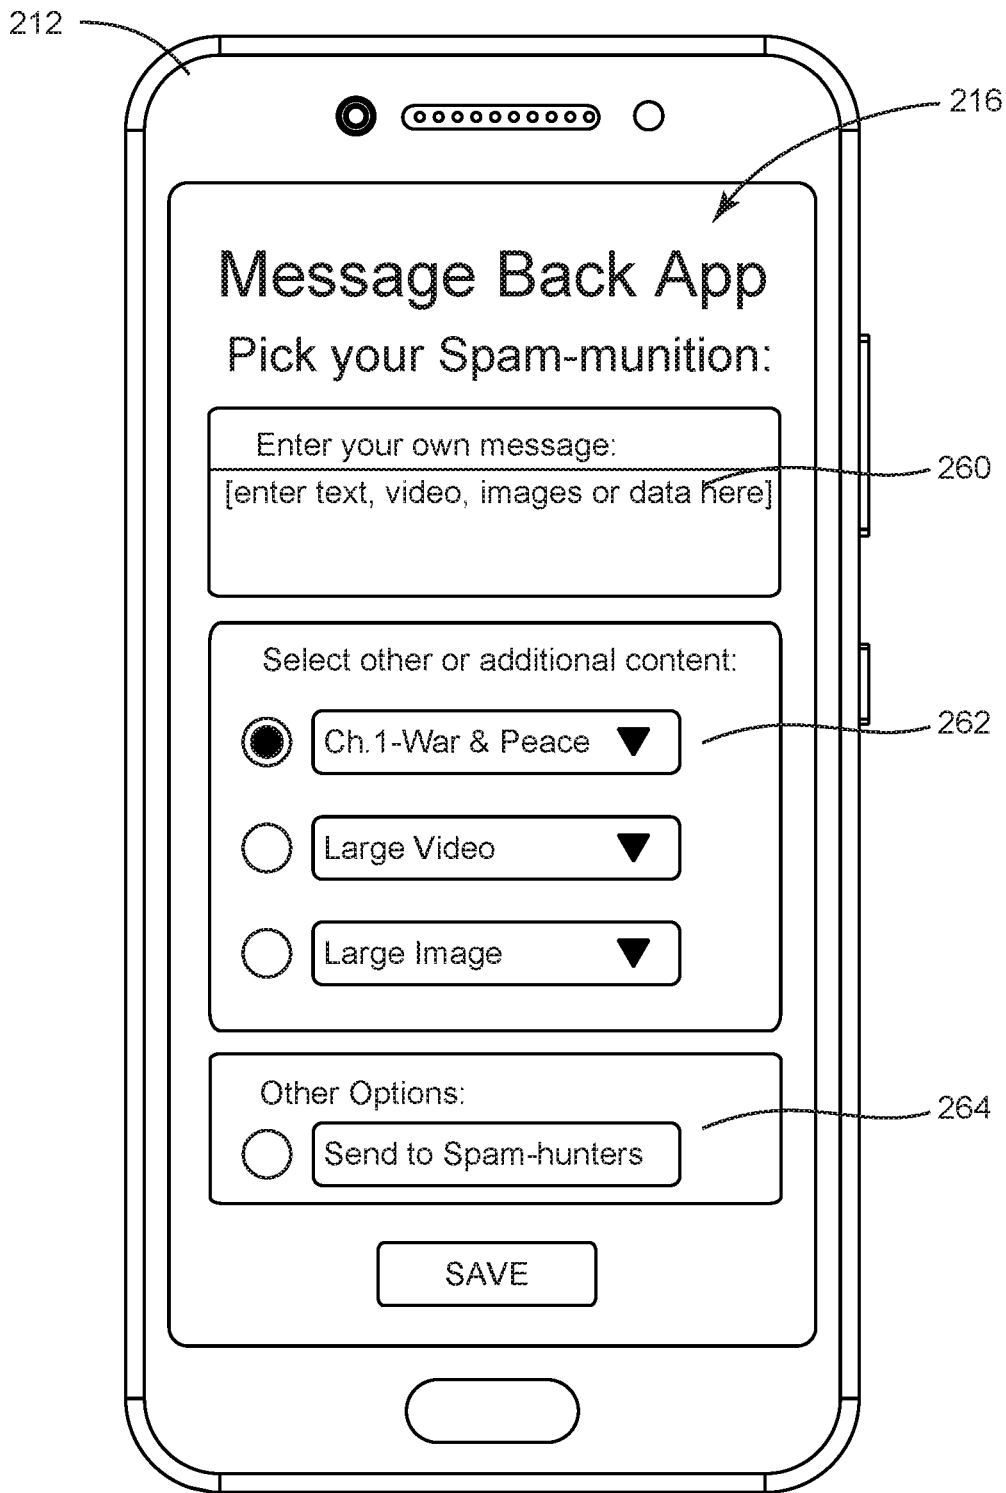 212
216
Message Back App
Pick your Spam-munition:
Enter your own message:
260
[enter text, video, images or data here]
Select other or additional content:
262
Ch.1-War & Peace
Large Video
Large Image
Other Options:
264
Send to Spam-hunters
SAVE